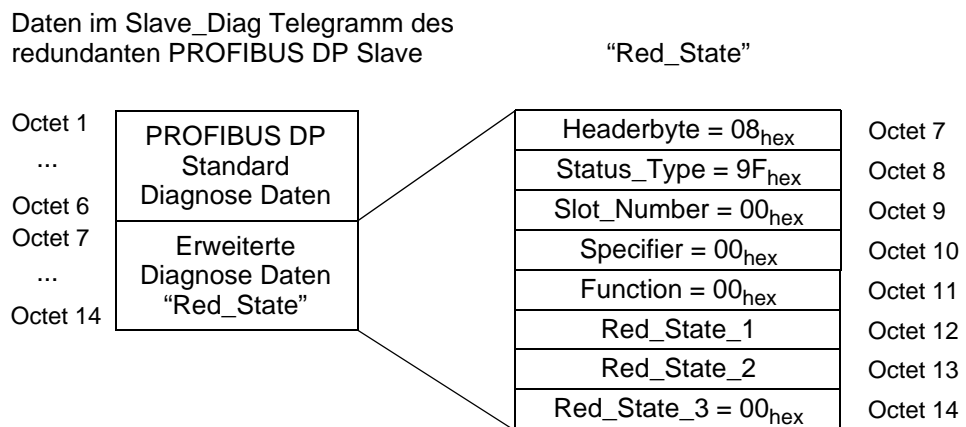 Daten im Slave_Diag Telegramm des
redundanten PROFIBUS DP Slave
“Red_State”
Octet 1
...
Octet 6
Octet 7
...
Octet 14
PROFIBUS DP
Standard
Diagnose Daten
Erweiterte
Diagnose Daten
“Red_State”
Headerbyte = 08hex
Octet 7
Status_Type = 9Fhex
Octet 8
Slot_Number = 00hex
Octet 9
Specifier = 00hex
Octet 10
Function = 00hex
Octet 11
Red_State_1
Octet 12
Red_State_2
Octet 13
Red_State_3 = 00hex
Octet 14